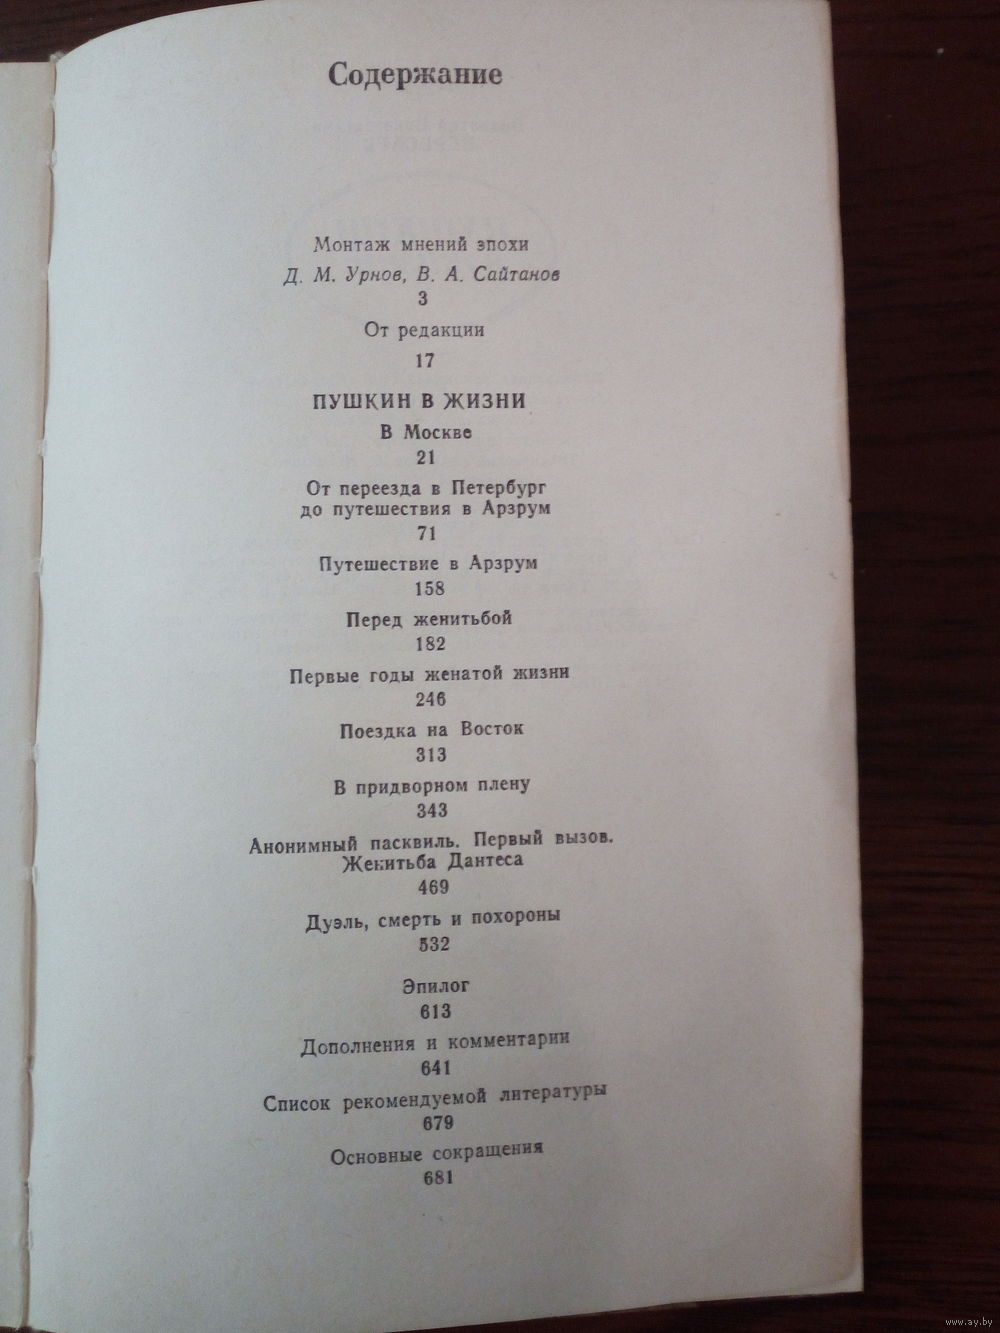 Содержание
Монтаж мнений эпохи
Д. М. Урнов, В. А. Сайтанов
3
От редакции
17
ПУШКИН В ЖИЗНИ
В Москве
21
От переезда в Петербург
до путешествия в Арзрум
71
Путешествие в Арзрум
158
Перед женитьбой
182
Первые годы женатой жизни
246
Поездка на Восток
313
В придворном плену
343
Анонимный пасквиль. Первый вызов.
Женитьба Дантеса
469
Дуэль, смерть и похороны
532
Эпилог
613
Дополнения и комментарии
641
Список рекомендуемой литературы
679
Основные сокращения
681
www.ay.by